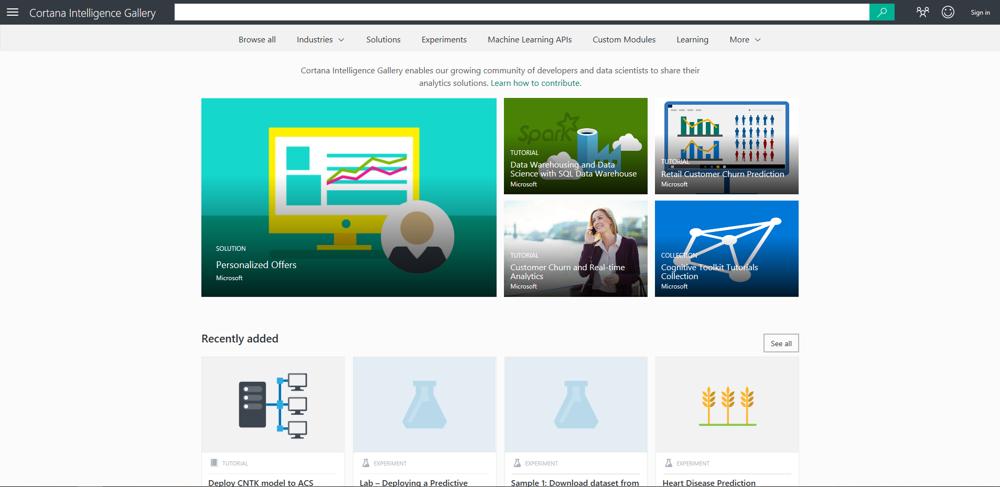 Cortana Intelligence Gallery
Sign in
Browse all Industries Solutions Experiments Machine Learning APIs Custom Modules Learning More
Cortana Intelligence Gallery enables our growing community of developers and data scientists to share their
analytics solutions. Learn how to contribute.
SOLUTION
Personalized Offers
Microsoft
Spark
TUTORIAL
Data Warehousing and Data
Science with SQL Data Warehouse
Microsoft
TUTORIAL
Retail Customer Churn Prediction
Microsoft
TUTORIAL
Customer Churn and Real-time
Analytics
Microsoft
COLLECTION
Cognitive Toolkit Tutorials
Collection
Microsoft
Recently added
See all
TUTORIAL
Deploy CNTK model to ACS
EXPERIMENT
Lab – Deploying a Predictive
EXPERIMENT
Sample 1: Download dataset from
EXPERIMENT
Heart Disease Prediction